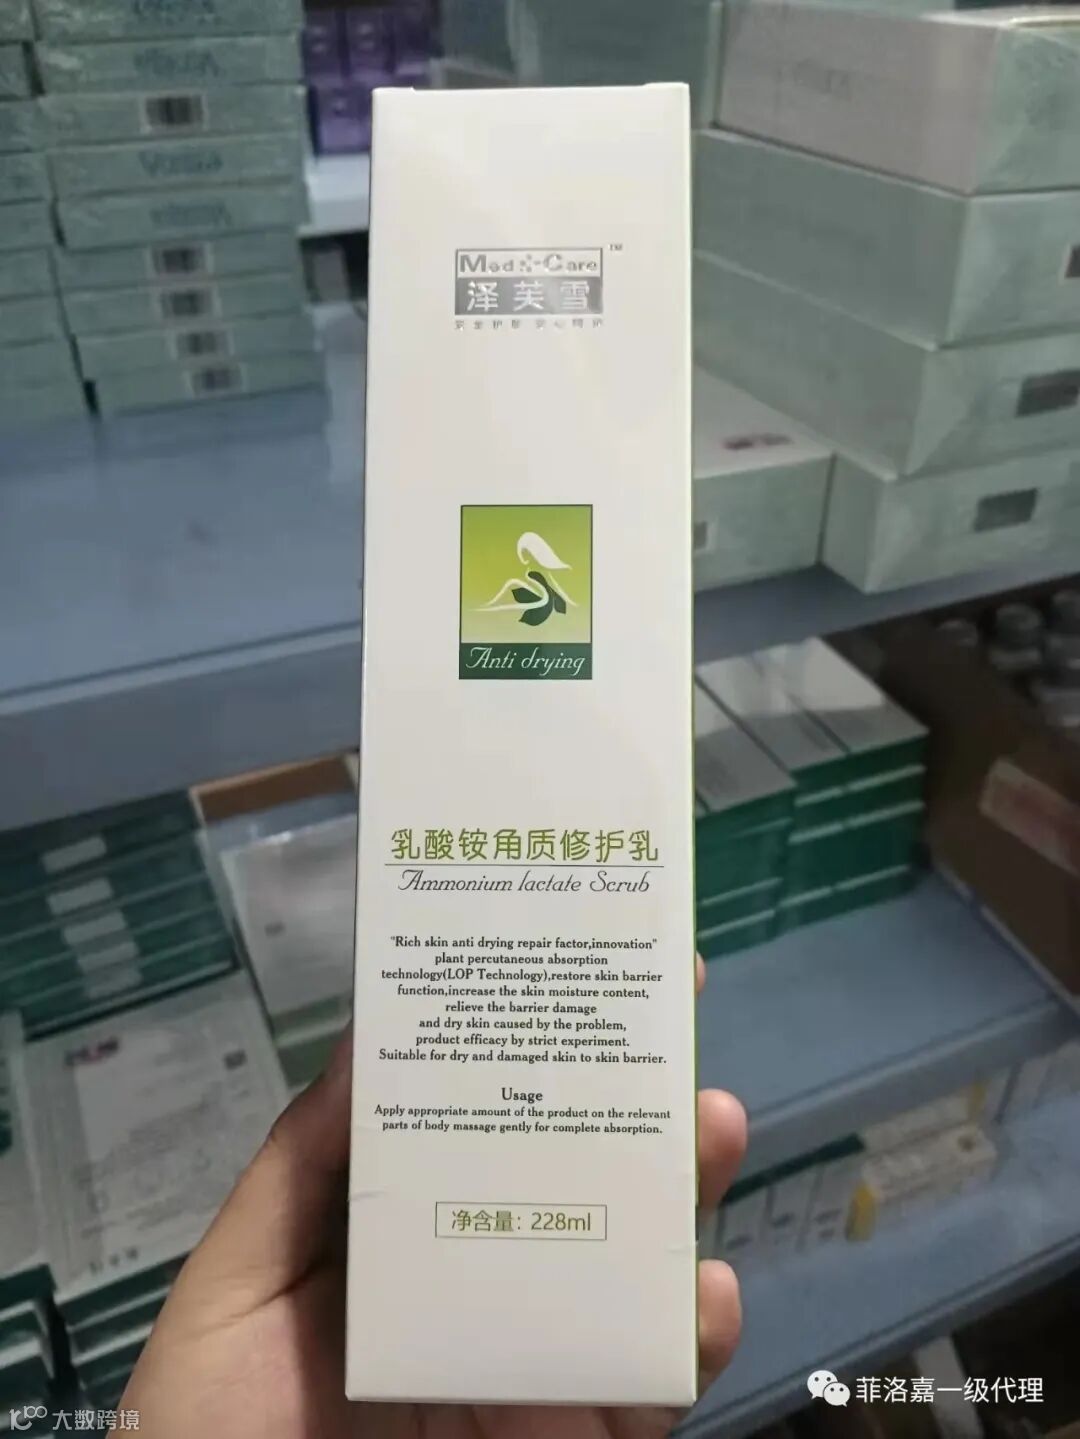 Med Care
TM
泽芙雪
Anti drying
乳酸铵角质修护乳
Ammonium lactate Scrub
"Rich skin anti drying repair factor,innovation"
plant percutaneous absorption
technology(LOP Technology),restore skin barrier
function,increase the skin moisture content,
relieve the barrier damage
and dry skin caused by the problem,
product efficacy by strict experiment.
Suitable for dry and damaged skin to skin barrier.
Usage
Apply appropriate amount of the product on the relevant
parts of body massage gently for complete absorption.
净含量：228ml
菲洛嘉一级代理
大数跨境